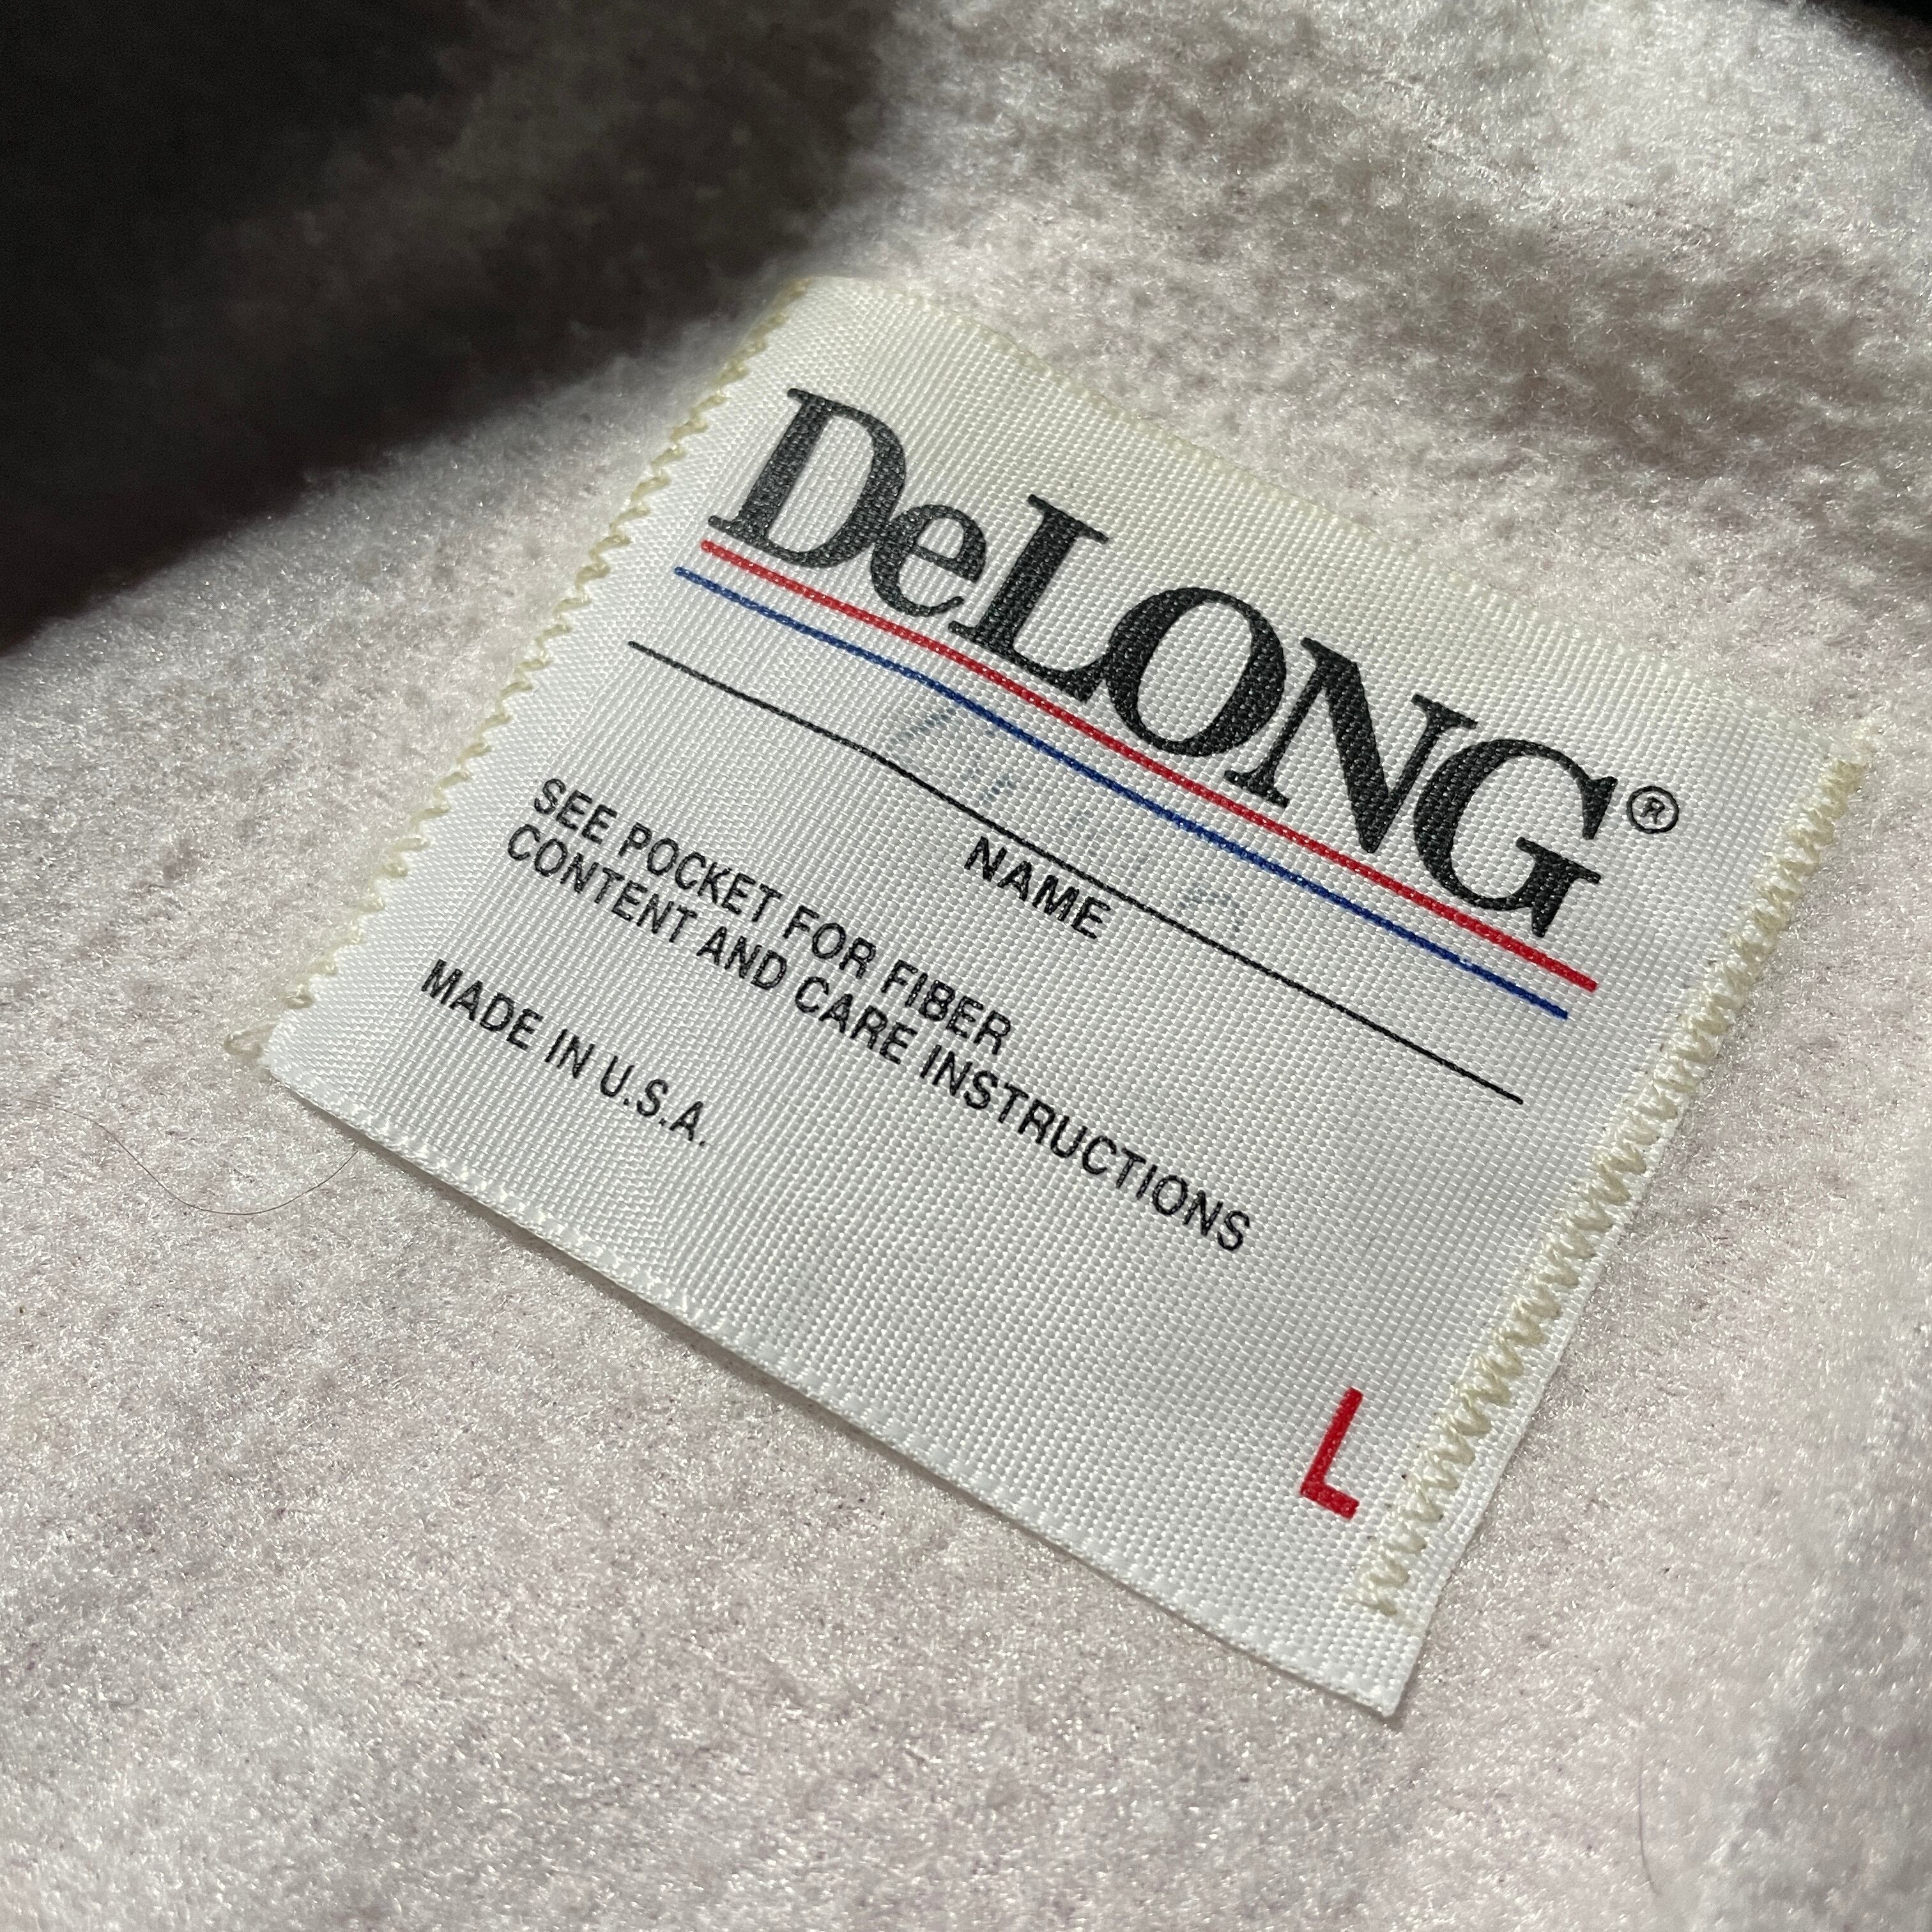 DeLONG®
NAME
SEE POCKET FOR FIBER
CONTENT AND CARE INSTRUCTIONS
MADE IN U.S.A.
L